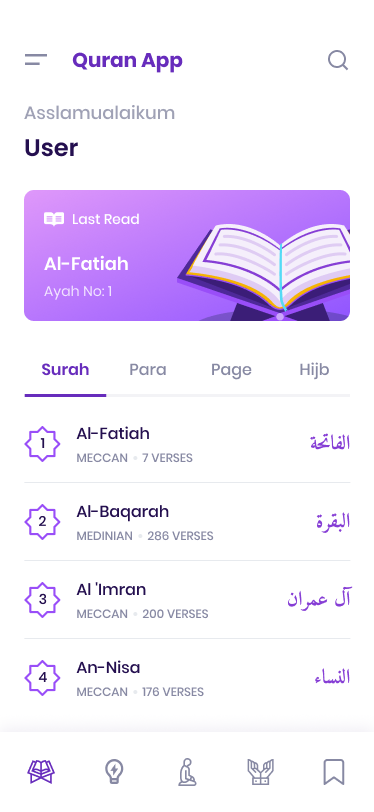 Quran App
Asslamualaikum
User
Last Read
Al-Fatiah
Ayah No: 1
Surah Para Page Hijb
1 Al-Fatiah الفاتحة
MECCAN • 7 VERSES
2 Al-Baqarah البقرة
MEDINIAN • 286 VERSES
3 Al 'Imran آل عمران
MECCAN • 200 VERSES
4 An-Nisa النساء
MECCAN • 176 VERSES